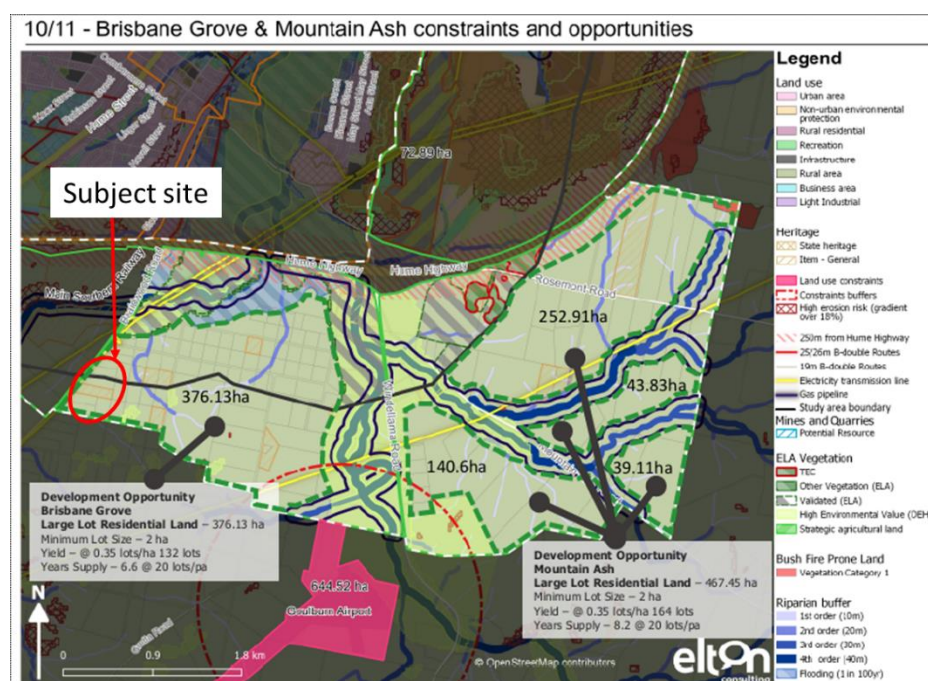 10/11 - Brisbane Grove & Mountain Ash constraints and opportunities
Subject site
72.89 ha
Hume Street
Hume Highway
Hume Highway
Rosemont Road
Main Southern Railway
252.91ha
43.83ha
39.11ha
140.6ha
376.13ha
Development Opportunity
Brisbane Grove
Large Lot Residential Land – 376.13 ha
Minimum Lot Size – 2 ha
Yield – @ 0.35 lots/ha 132 lots
Years Supply – 6.6 @ 20 lots/pa
Development Opportunity
Mountain Ash
Large Lot Residential Land – 467.45 ha
Minimum Lot Size – 2 ha
Yield – @ 0.35 lots/ha 164 lots
Years Supply – 8.2 @ 20 lots/pa
644.52 ha
Goulburn Airport
N
0 0.9 1.8 km
© OpenStreetMap contributors
elton
consulting
Legend
Land use
Urban area
Non-urban environmental
protection
Rural residential
Recreation
Infrastructure
Rural area
Business area
Light Industrial
Heritage
State heritage
Item - General
Land use constraints
Constraints buffers
High erosion risk (gradient
over 18%)
250m from Hume Highway
25/26m B-double Routes
19m B-double Routes
Electricity transmission line
Gas pipeline
Study area boundary
Mines and Quarries
Potential Resource
ELA Vegetation
TEC
Other Vegetation (ELA)
Validated (ELA)
High Environmental Value (OEH
Strategic agricultural land
Bush Fire Prone Land
Vegetation Category 1
Riparian buffer
1st order (10m)
2nd order (20m)
3rd order (30m)
4th order (40m)
Flooding (1 in 100yr)